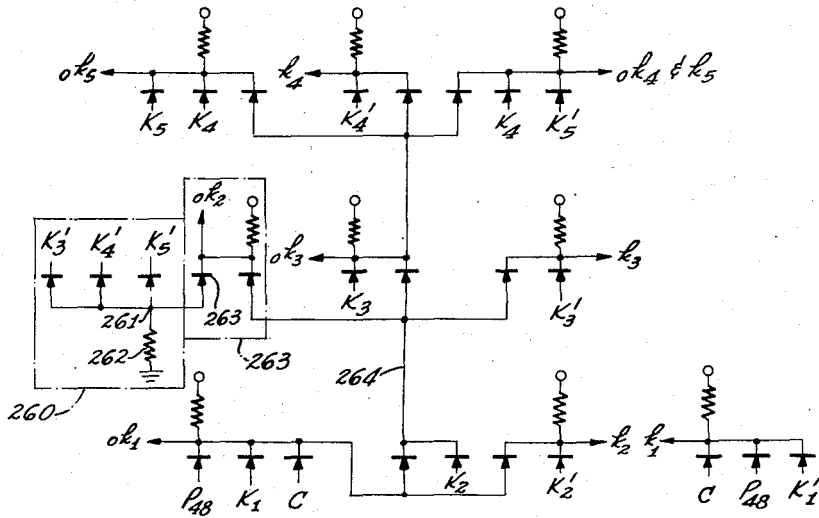 ok5 k4 ok4 & k5
K5 K4 K4' K4 K5'
ok2
K3' K4' K5' ok3 k3
261 263 K3 K3'
262 263
260 264
ok1 k2 k1
P48 K1 C K2 K2' C P48 K1'